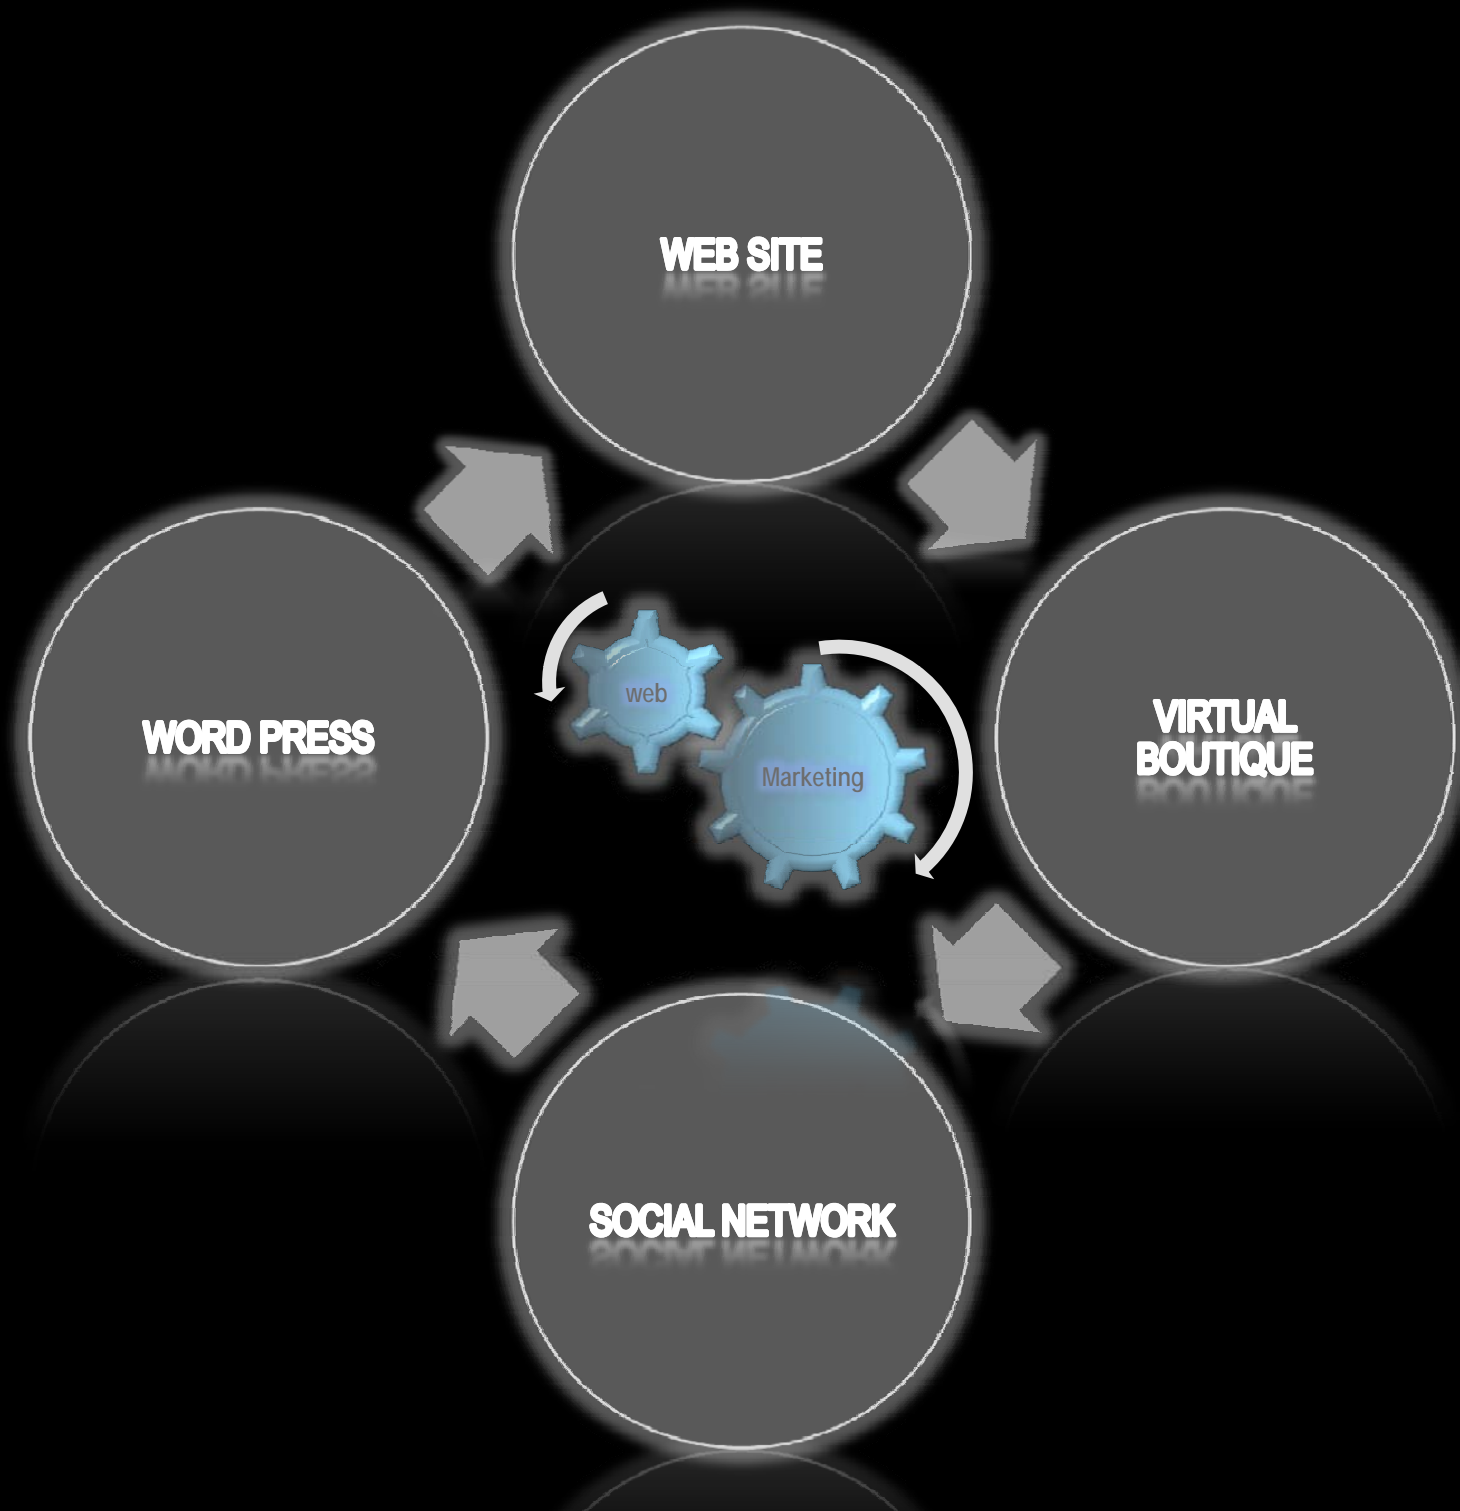 WEB SITE
WORD PRESS
web
Marketing
VIRTUAL
BOUTIQUE
SOCIAL NETWORK